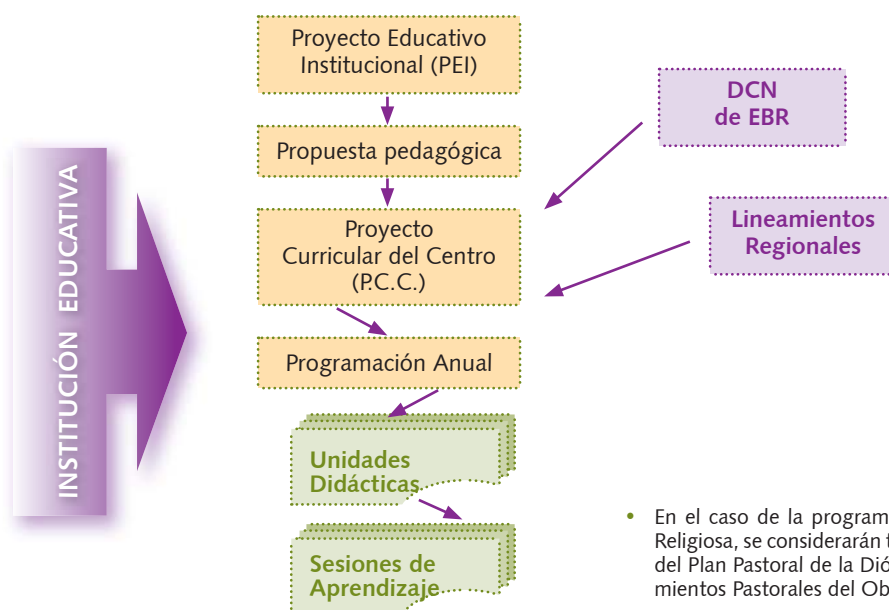 INSTITUCIÓN EDUCATIVA
Proyecto Educativo
Institucional (PEI)
Propuesta pedagógica
Proyecto
Curricular del Centro
(P.C.C.)
Programación Anual
Unidades
Didácticas
Sesiones de
Aprendizaje
DCN
de EBR
Lineamientos
Regionales
• En el caso de la program
Religiosa, se considerarán t
del Plan Pastoral de la Dió
mientos Pastorales del Ob